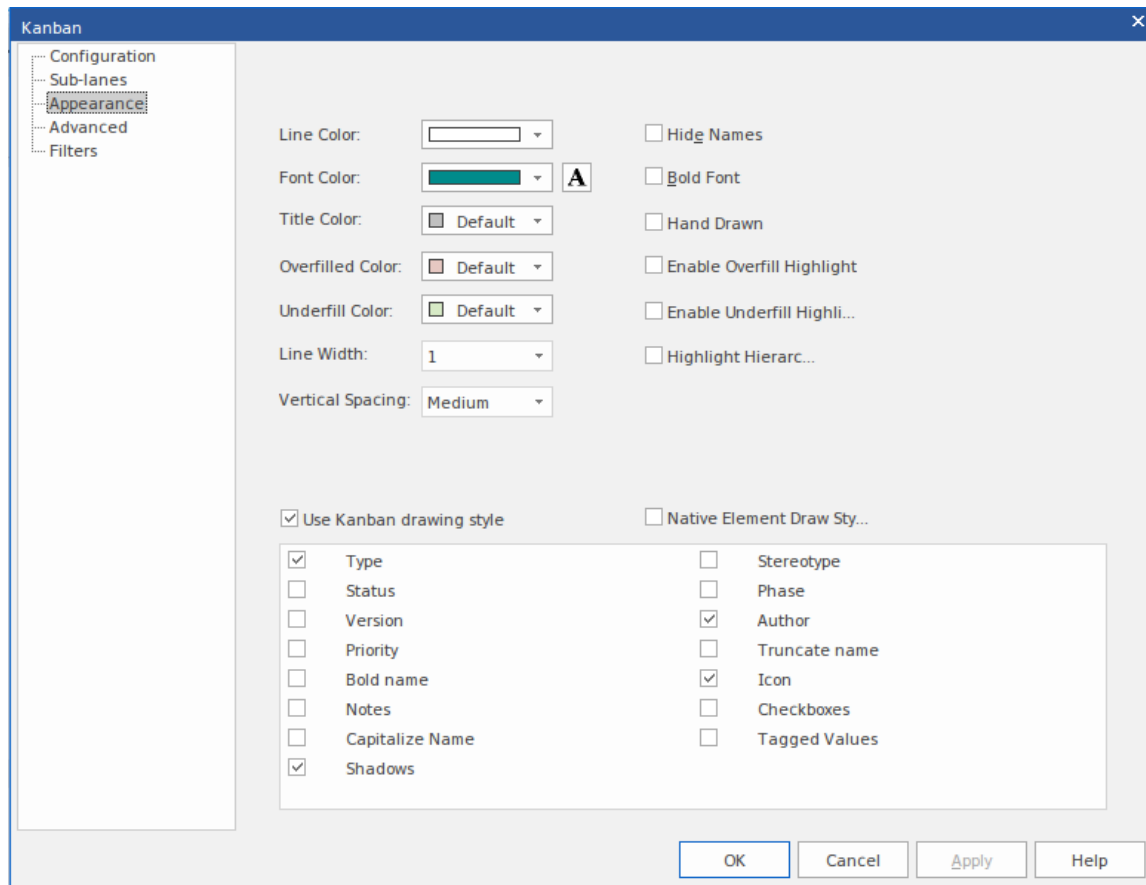 Kanban
Configuration
Sub-lanes
Appearance
Advanced
Filters
Line Color:
Hide Names
Font Color:
A
Bold Font
Title Color:
Default
Hand Drawn
Overfilled Color:
Default
Enable Overfill Highlight
Underfill Color:
Default
Enable Underfill Highli...
Line Width:
1
Highlight Hierarc...
Vertical Spacing:
Medium
Use Kanban drawing style
Native Element Draw Sty...
Type
Stereotype
Status
Phase
Version
Author
Priority
Truncate name
Bold name
Icon
Notes
Checkboxes
Capitalize Name
Tagged Values
Shadows
OK
Cancel
Apply
Help